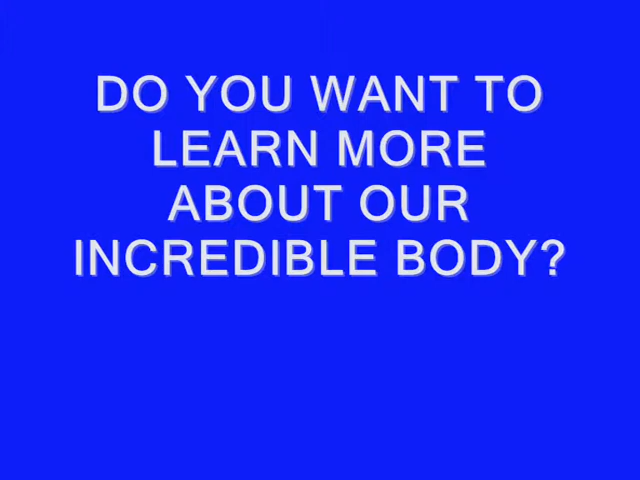 DO YOU WANT TO
LEARN MORE
ABOUT OUR
INCREDIBLE BODY?